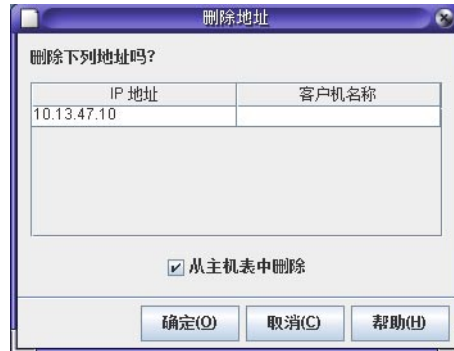 删除地址
删除下列地址吗?
IP 地址 客户机名称
10.13.47.10
从主机表中删除
确定(O) 取消(C) 帮助(H)